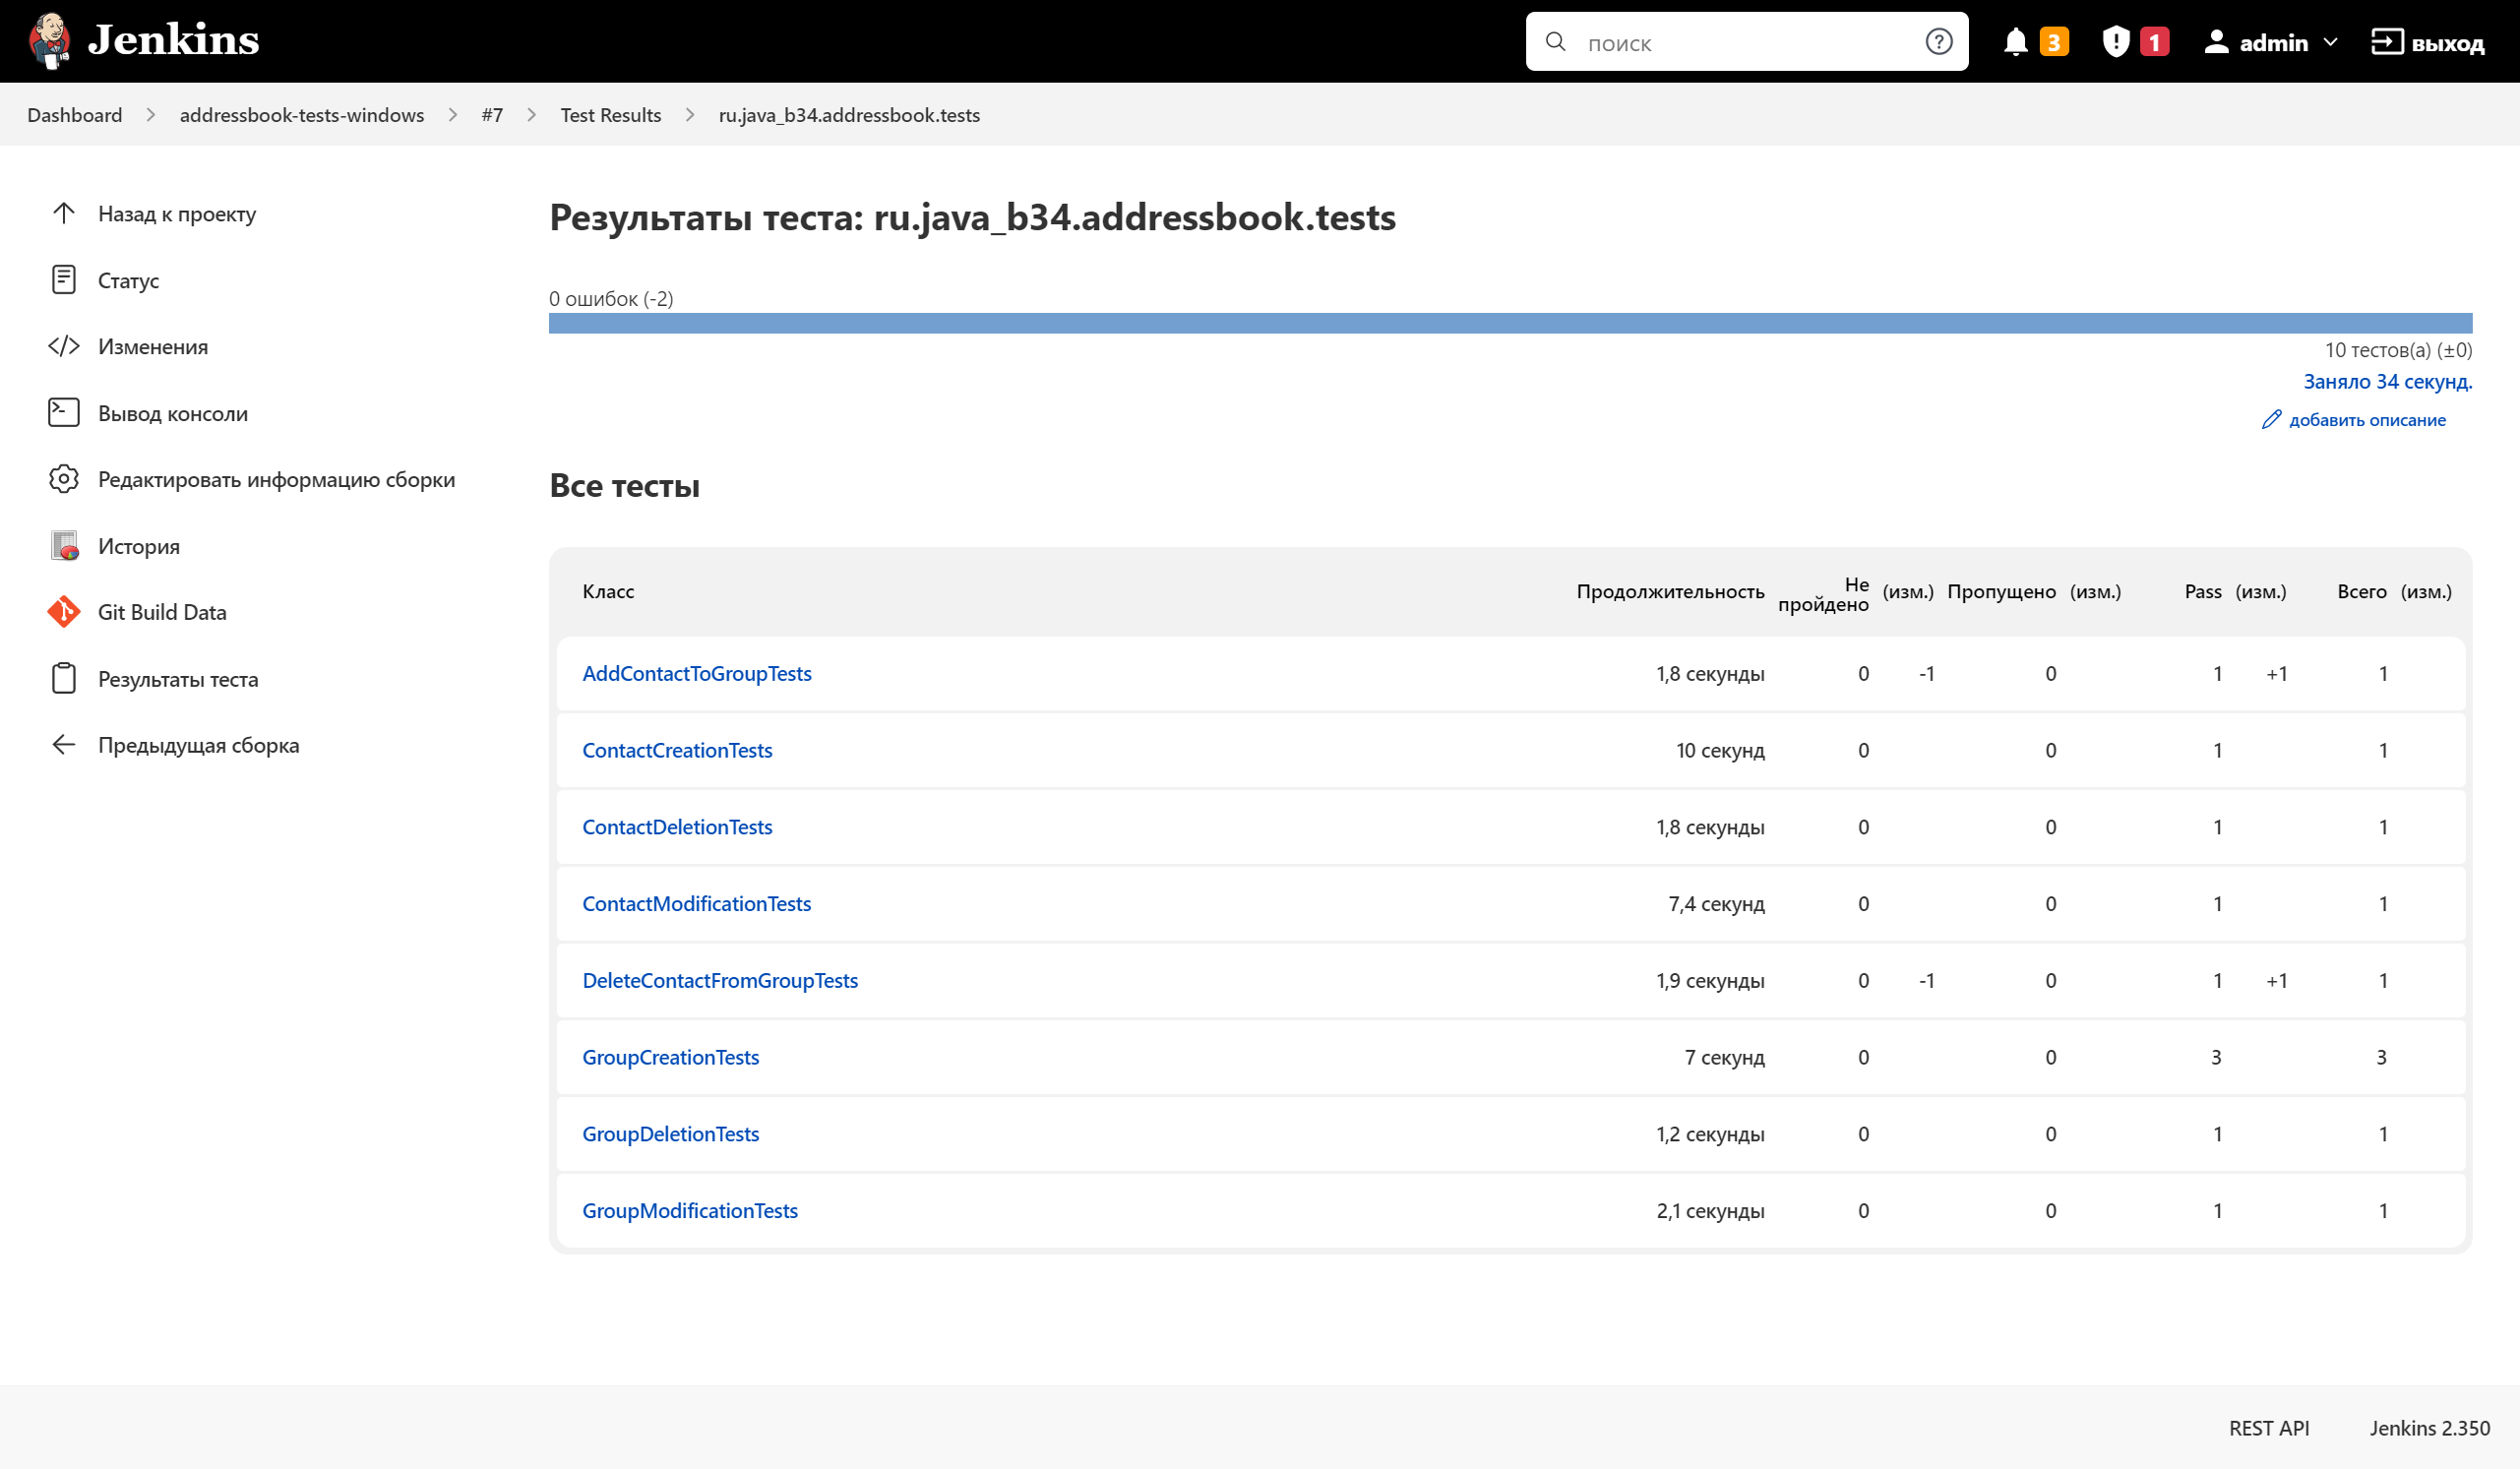 Jenkins
поиск
3
1
admin
выход
Dashboard
addressbook-tests-windows
#7
Test Results
ru.java_b34.addressbook.tests
Назад к проекту
Статус
Изменения
Вывод консоли
Редактировать информацию сборки
История
Git Build Data
Результаты теста
Предыдущая сборка
Результаты теста: ru.java_b34.addressbook.tests
0 ошибок (-2)
10 тестов(а) (±0)
Заняло 34 секунд.
добавить описание
Все тесты
Класс Продолжительность Не пройдено (изм.) Пропущено (изм.) Pass (изм.) Всего (изм.)
AddContactToGroupTests 1,8 секунды 0 -1 0 1 +1 1
ContactCreationTests 10 секунд 0 0 1 1
ContactDeletionTests 1,8 секунды 0 0 1 1
ContactModificationTests 7,4 секунд 0 0 1 1
DeleteContactFromGroupTests 1,9 секунды 0 -1 0 1 +1 1
GroupCreationTests 7 секунд 0 0 3 3
GroupDeletionTests 1,2 секунды 0 0 1 1
GroupModificationTests 2,1 секунды 0 0 1 1
REST API
Jenkins 2.350